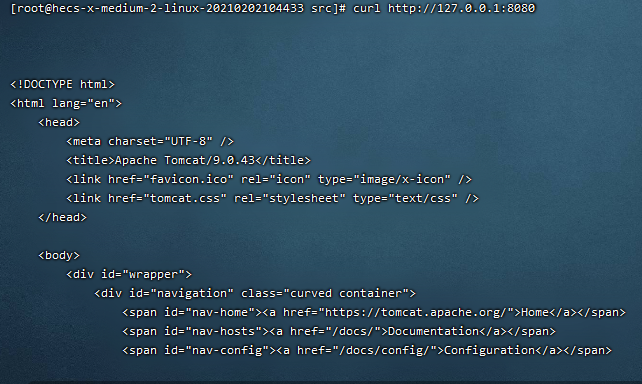 [root@hecs-x-medium-2-linux-20210202104433 src]# curl http://127.0.0.1:8080
<!DOCTYPE html>
<html lang="en">
    <head>
        <meta charset="UTF-8" />
        <title>Apache Tomcat/9.0.43</title>
        <link href="favicon.ico" rel="icon" type="image/x-icon" />
        <link href="tomcat.css" rel="stylesheet" type="text/css" />
    </head>
    <body>
        <div id="wrapper">
            <div id="navigation" class="curved container">
                <span id="nav-home"><a href="https://tomcat.apache.org/">Home</a></span>
                <span id="nav-hosts"><a href="/docs/">Documentation</a></span>
                <span id="nav-config"><a href="/docs/config/">Configuration</a></span>